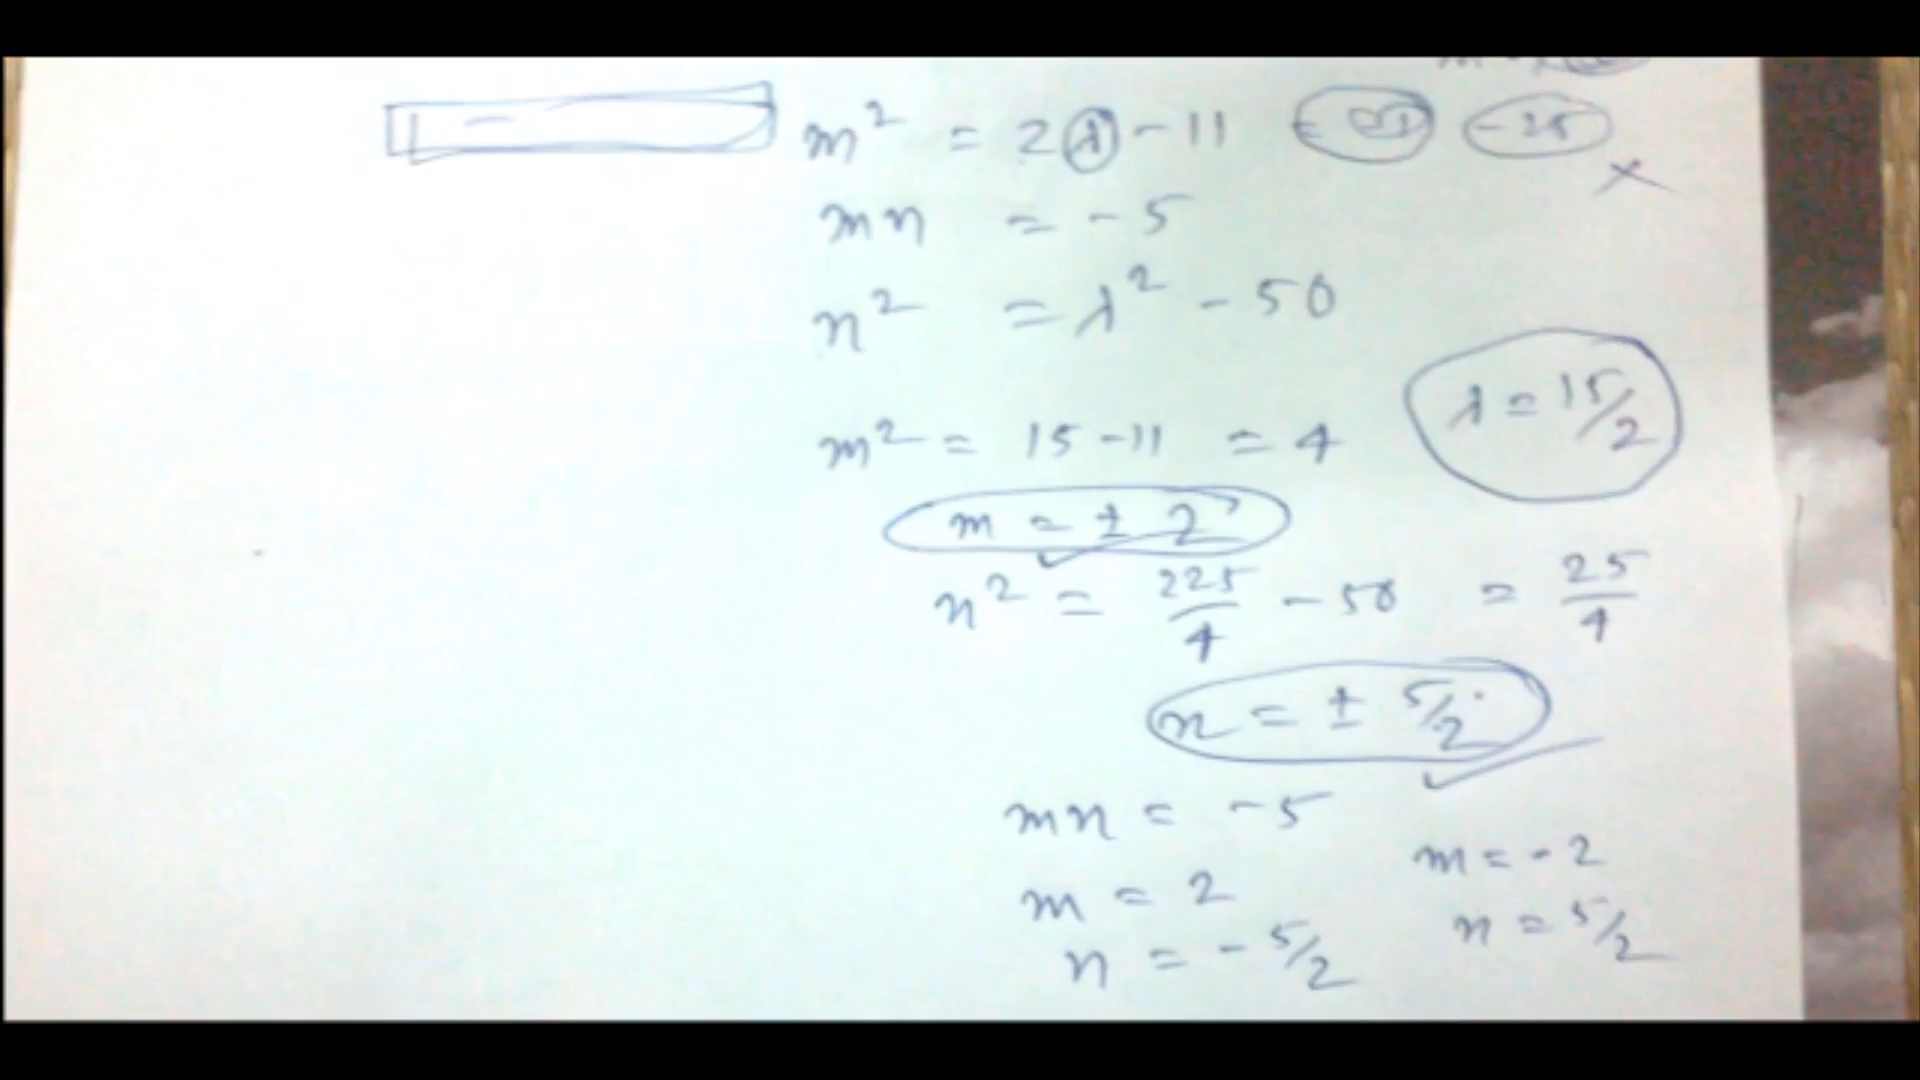 m² = 2λ - 11 - 25 ×
mn = - 5
n² = λ² - 50
λ = 15/2
m² = 15 - 11 = 4
m = ± 2
n² = 225/4 - 50 = 25/4
n = ± 5/2
mn = - 5
m = 2 m = - 2
n = - 5/2 n = 5/2